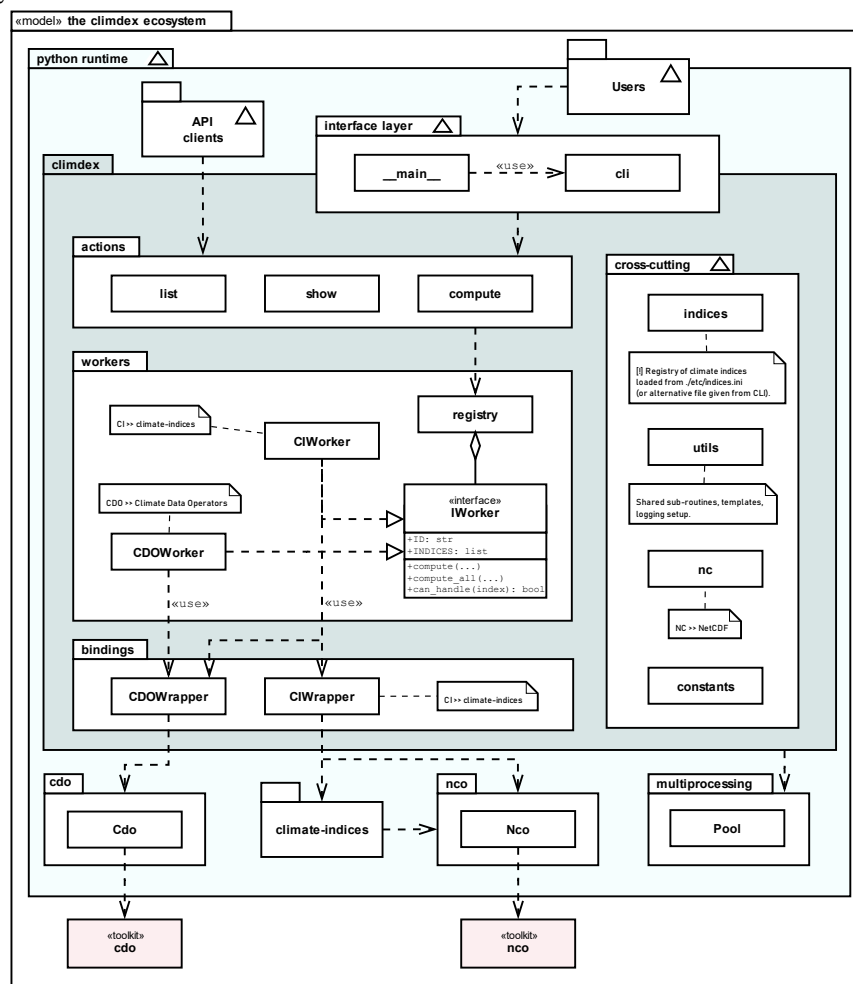 «model» the climdex ecosystem
python runtime
Users
API
clients
interface layer
__main__
«use»
cli
climdex
actions
list
show
compute
cross-cutting
indices
[!] Registry of climate indices
loaded from ./etc/indices.ini
(or alternative file given from CLI).
utils
Shared sub-routines, templates,
logging setup.
nc
NC >> NetCDF
constants
workers
registry
CI >> climate-indices
CIWorker
CDO >> Climate Data Operators
CDOWorker
«interface»
IWorker
+ID: str
+INDICES: list
+compute(...)
+compute_all(...)
+can_handle(index): bool
«use»
«use»
bindings
CDOWrapper
CIWrapper
CI >> climate-indices
cdo
Cdo
climate-indices
nco
Nco
multiprocessing
Pool
«toolkit»
cdo
«toolkit»
nco